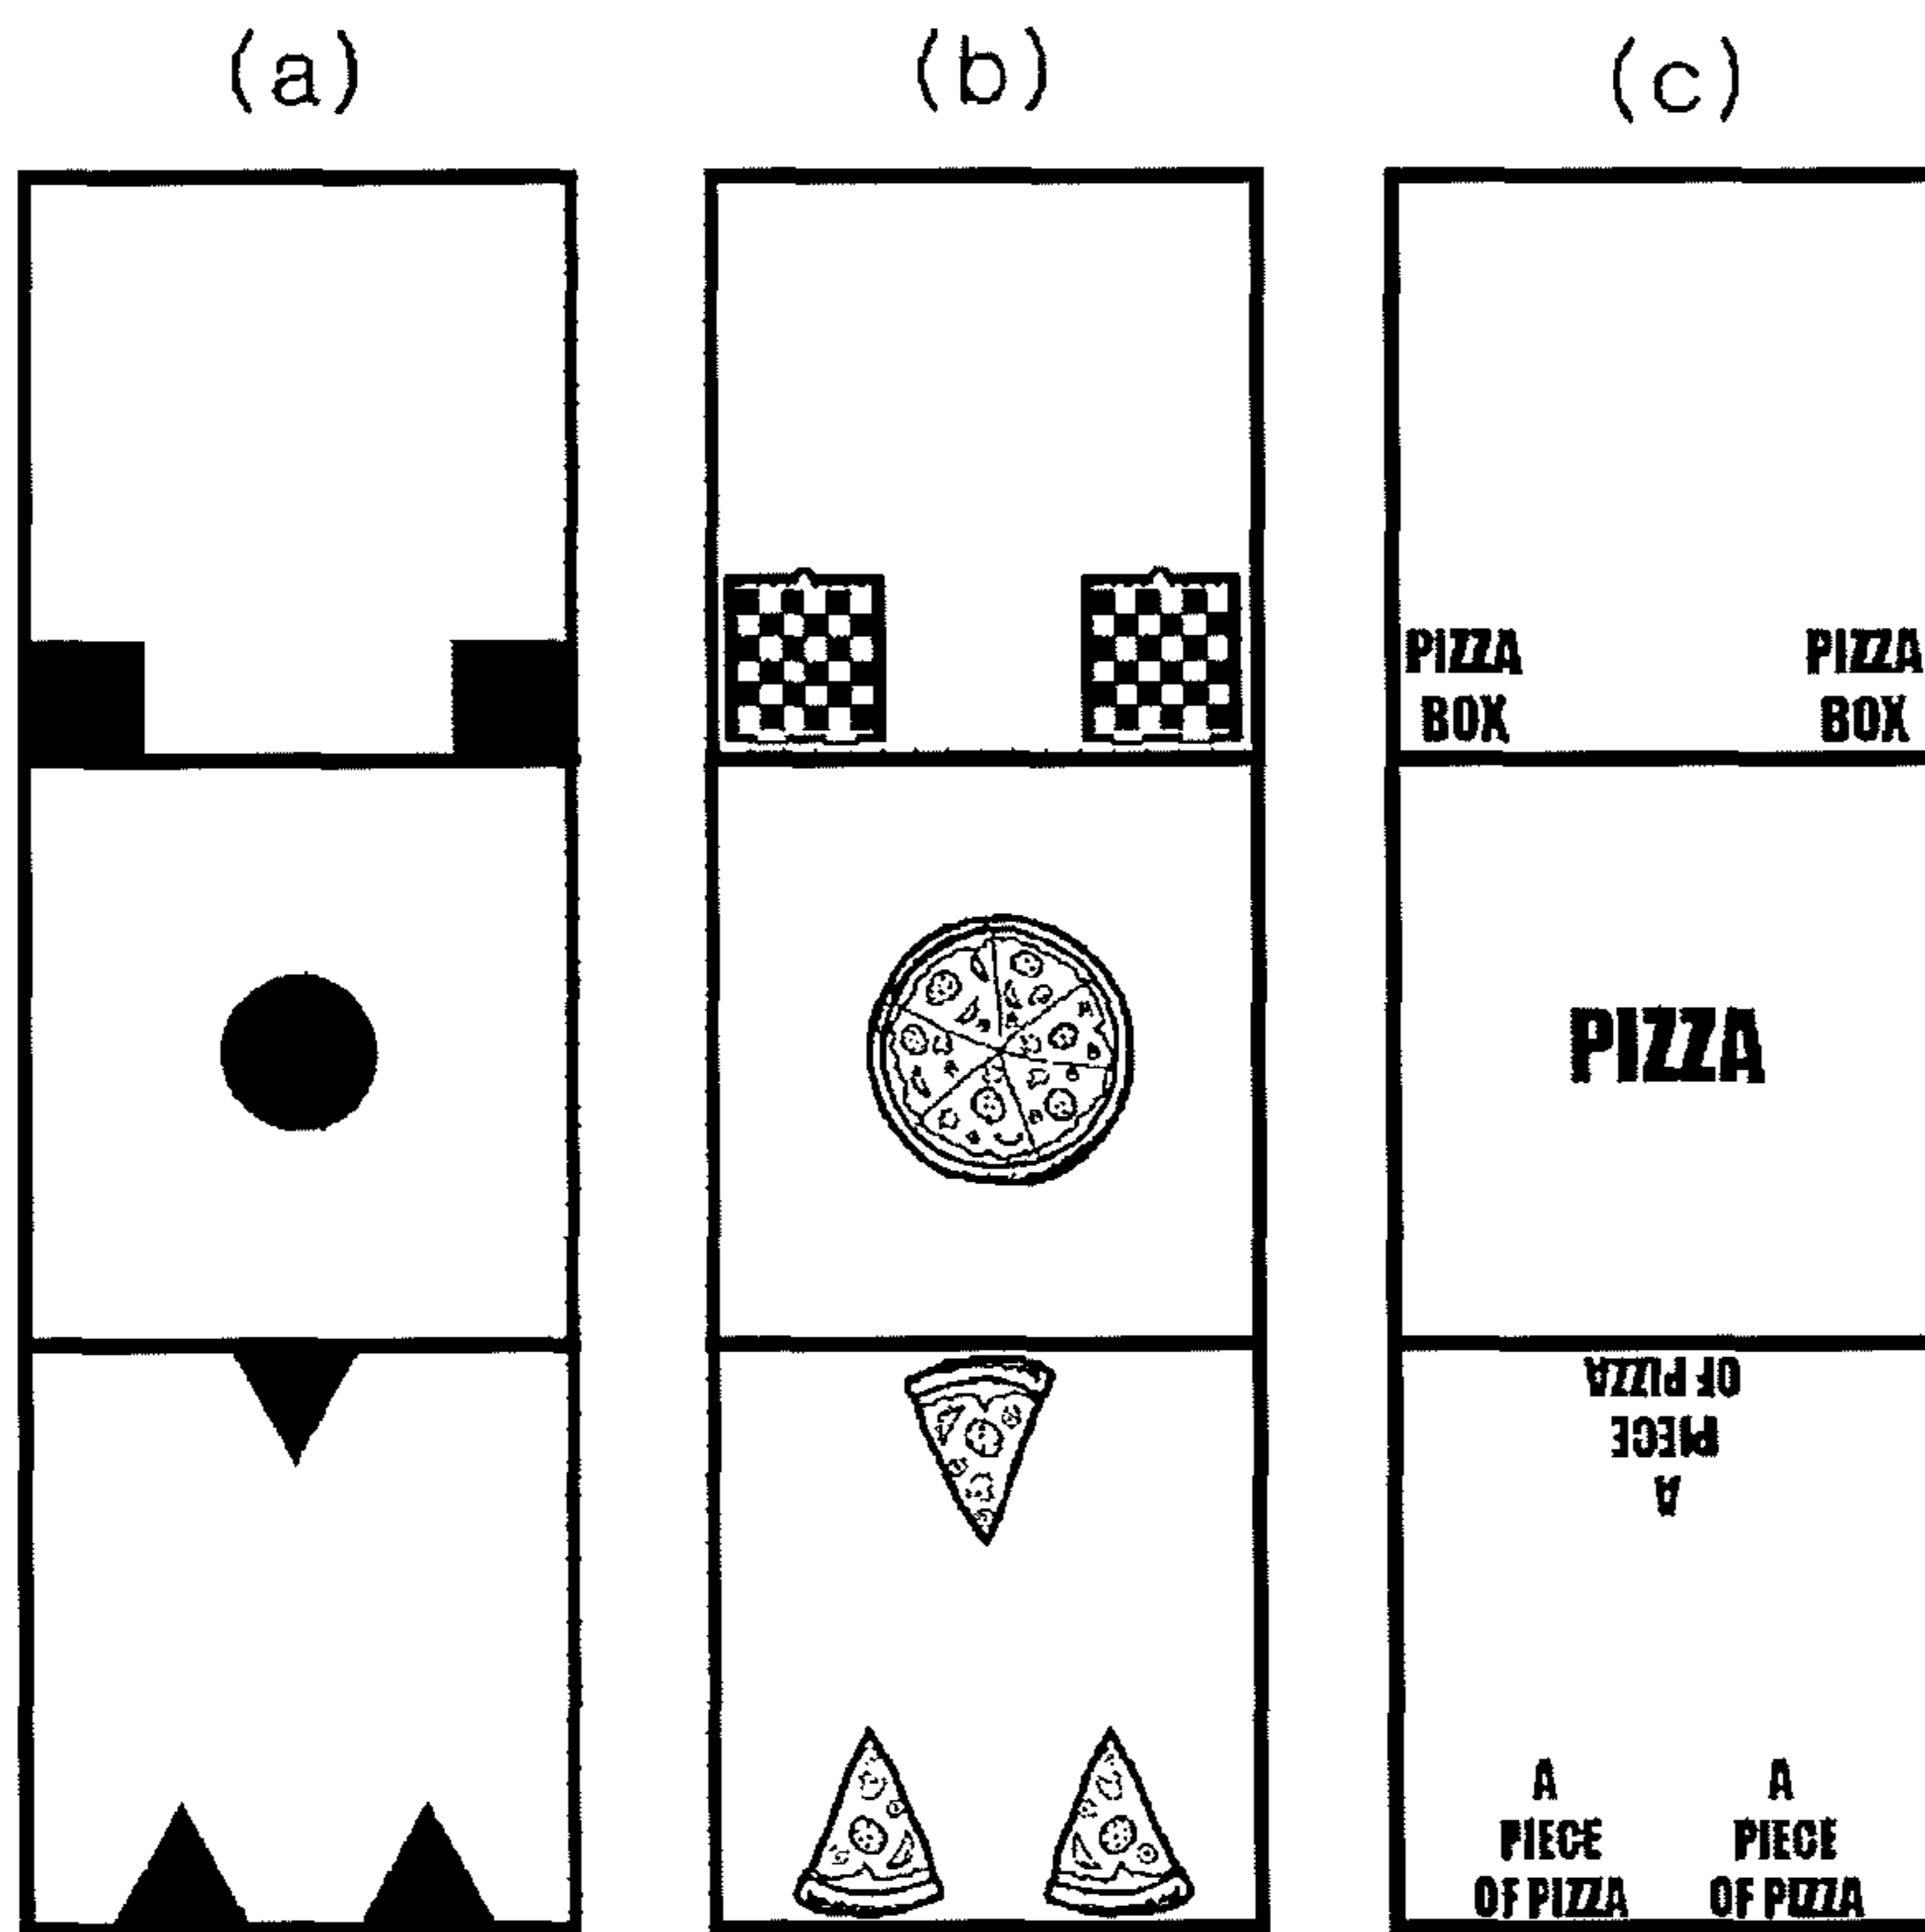 (a) (b) (c)
PIZZA PIZZA
BOX BOX
PIZZA
A
PIECE
OF PIZZA
A A
PIECE PIECE
OF PIZZA OF PIZZA